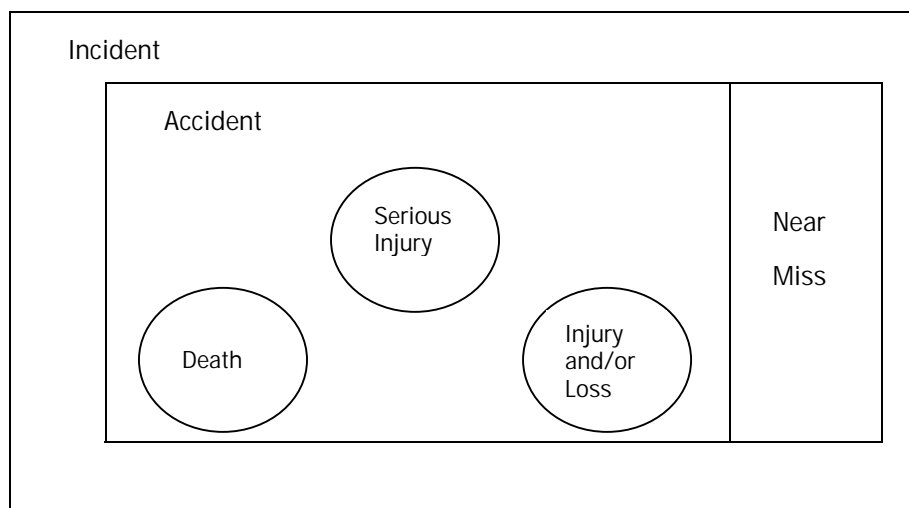 Incident
Accident
Serious
Injury
Near
Miss
Death
Injury
and/or
Loss